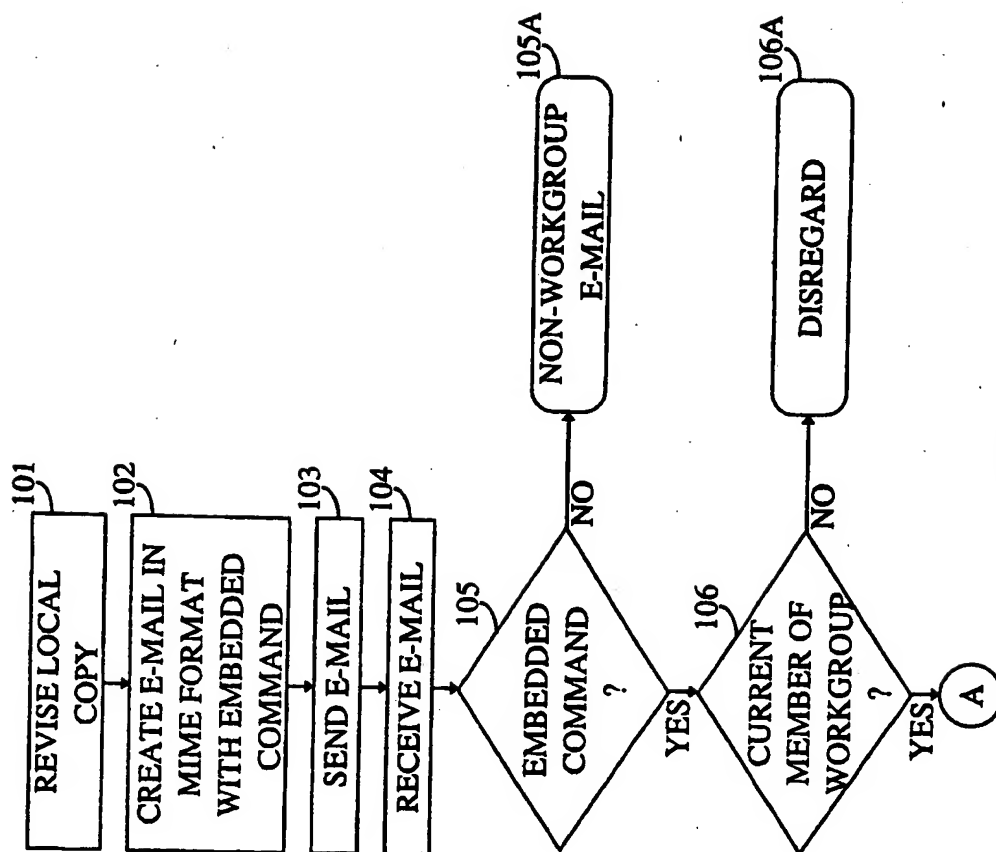 101
REVISE LOCAL
COPY
102
CREATE E-MAIL IN
MIME FORMAT
WITH EMBEDDED
COMMAND
103
SEND E-MAIL
104
RECEIVE E-MAIL
105
EMBEDDED
COMMAND
?
NO
105A
NON-WORKGROUP
E-MAIL
YES
106
CURRENT
MEMBER OF
WORKGROUP
?
NO
106A
DISREGARD
YES
A